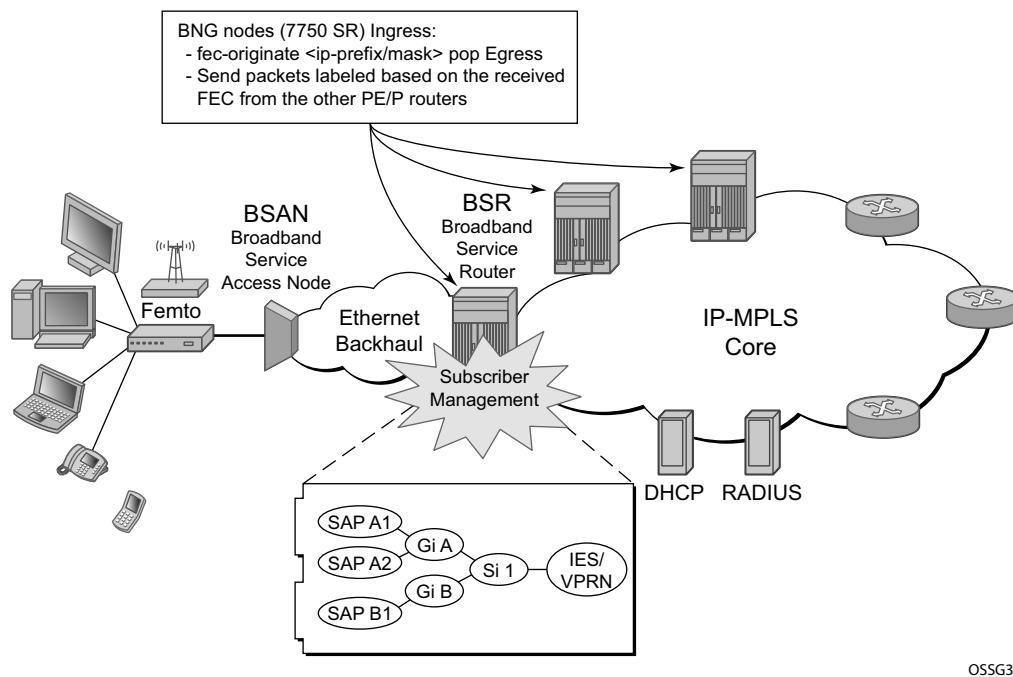 BNG nodes (7750 SR) Ingress:
- fec-originate <ip-prefix/mask> pop Egress
- Send packets labeled based on the received
FEC from the other PE/P routers
BSAN
Broadband
Service
Access Node
BSR
Broadband
Service
Router
Femto
Ethernet
Backhaul
IP-MPLS
Core
Subscriber
Management
DHCP
RADIUS
SAP A1
SAP A2
SAP B1
Gi A
Gi B
Si 1
IES/
VPRN
OSSG3